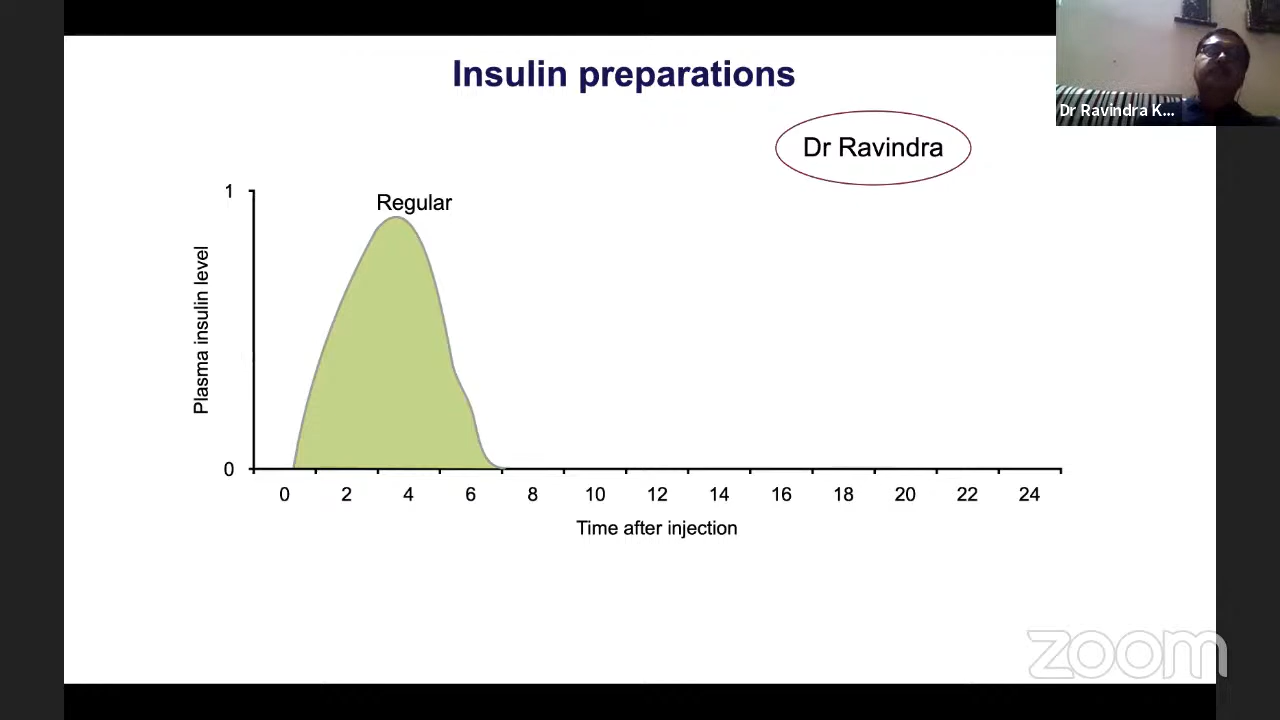 Insulin preparations
Dr Ravindra K...
Dr Ravindra
1
Regular
Plasma insulin level
0
0 2 4 6 8 10 12 14 16 18 20 22 24
Time after injection
zoom